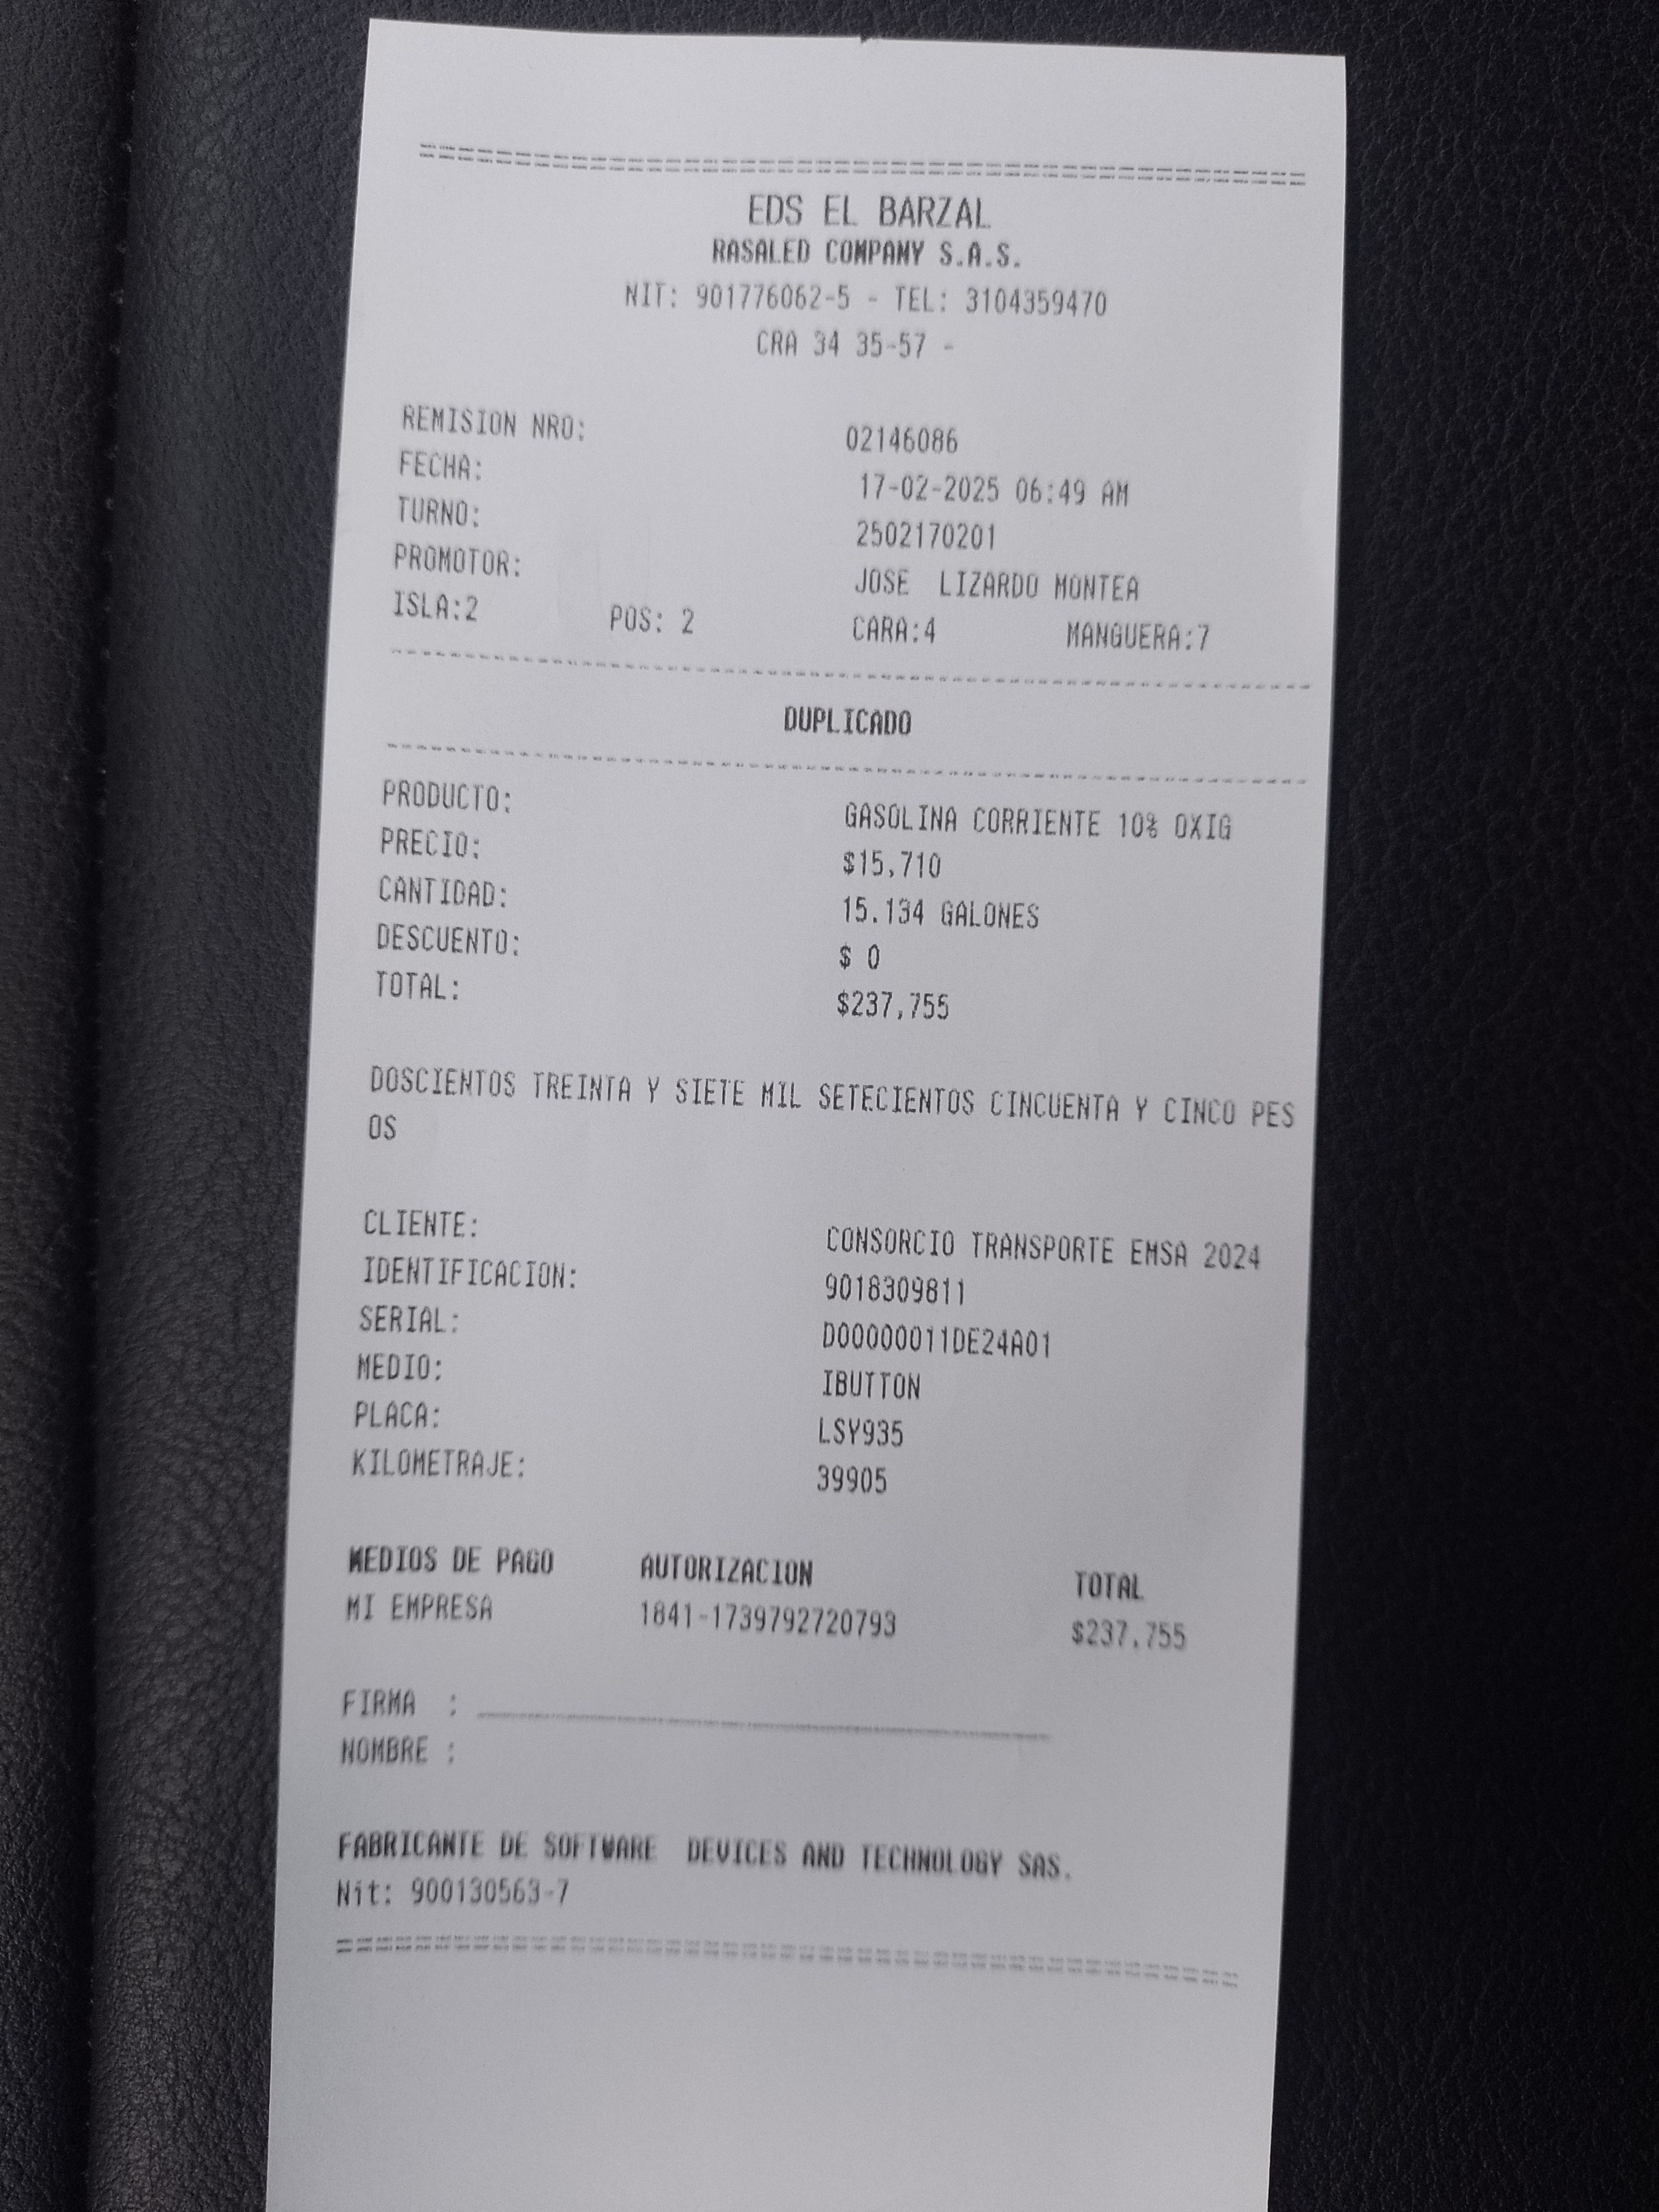 EDS EL BARZAL
RASALED COMPANY S.A.S.
NIT: 901776062-5 - TEL: 3104359470
CRA 34 35-57 -
REMISION NRO: 02146086
FECHA: 17-02-2025 06:49 AM
TURNO: 2502170201
PROMOTOR: JOSE LIZARDO MONTEA
ISLA:2 POS: 2 CARA:4 MANGUERA:7
DUPLICADO
PRODUCTO: GASOLINA CORRIENTE 10% OXIG
PRECIO: $15,710
CANTIDAD: 15.134 GALONES
DESCUENTO: $ 0
TOTAL: $237,755
DOSCIENTOS TREINTA Y SIETE MIL SETECIENTOS CINCUENTA Y CINCO PES
OS
CLIENTE: CONSORCIO TRANSPORTE EMSA 2024
IDENTIFICACION: 9018309811
SERIAL: D00000011DE24A01
MEDIO: IBUTTON
PLACA: LSY935
KILOMETRAJE: 39905
MEDIOS DE PAGO AUTORIZACION TOTAL
MI EMPRESA 1841-1739792720793 $237,755
FIRMA :
NOMBRE :
FABRICANTE DE SOFTWARE DEVICES AND TECHNOLOGY SAS.
Nit: 900130563-7